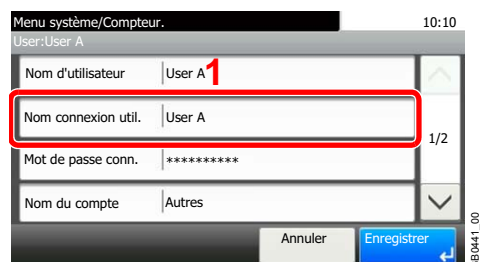 Menu système/Compteur. 10:10
User:User A
Nom d'utilisateur User A 1
Nom connexion util. User A
1/2
Mot de passe conn. **********
Nom du compte Autres
Annuler Enregistrer
B0441_00